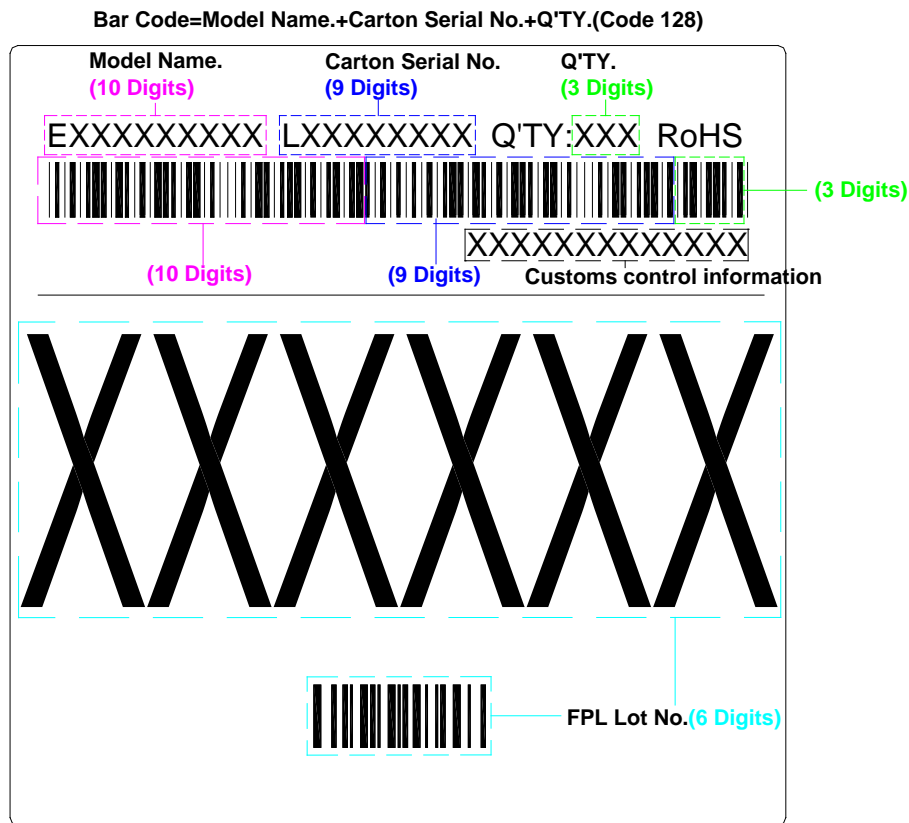 Bar Code=Model Name.+Carton Serial No.+Q'TY.(Code 128)
Model Name. Carton Serial No. Q'TY.
(10 Digits) (9 Digits) (3 Digits)
EXXXXXXXXXX LXXXXXXXX Q'TY:XXX RoHS
(3 Digits)
XXXXXXXXXXXXX
(10 Digits) (9 Digits) Customs control information
XXXXXX
FPL Lot No.(6 Digits)